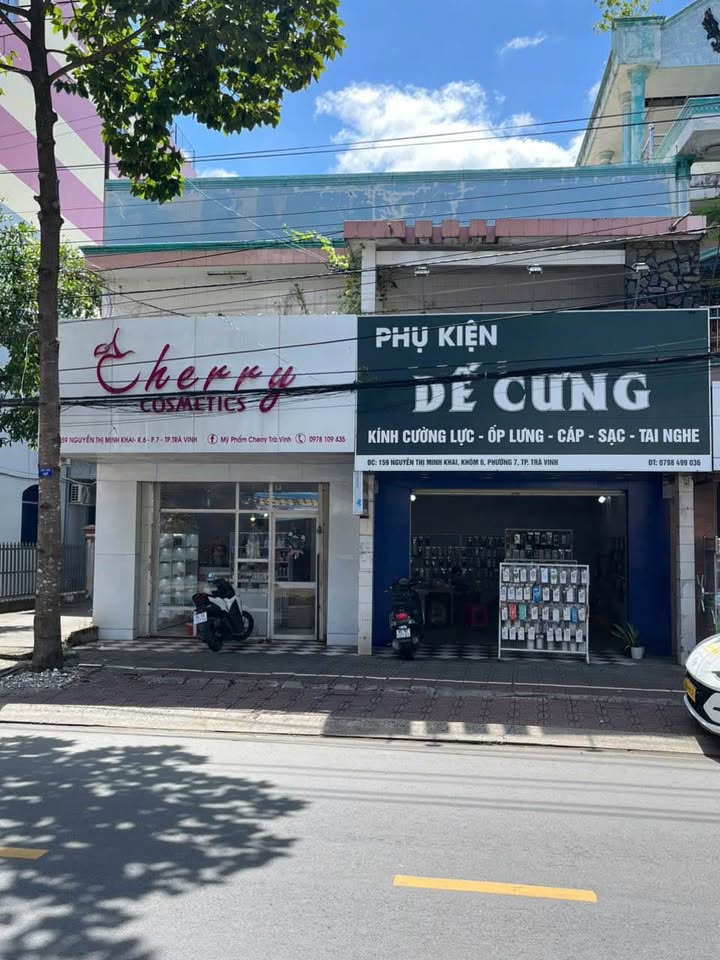 Cherry
COSMETICS
159 NGUYỄN THỊ MINH KHAI- K.6 - P.7 - TP.TRÀ VINH
Mỹ Phẩm Cherry Trà Vinh
0978 109 435
PHỤ KIỆN
DẾ CƯNG
KÍNH CƯỜNG LỰC - ỐP LƯNG - CÁP - SẠC - TAI NGHE
ĐC: 159 NGUYỄN THỊ MINH KHAI, KHÓM 6, PHƯỜNG 7, TP. TRÀ VINH
ĐT: 0798 499 036